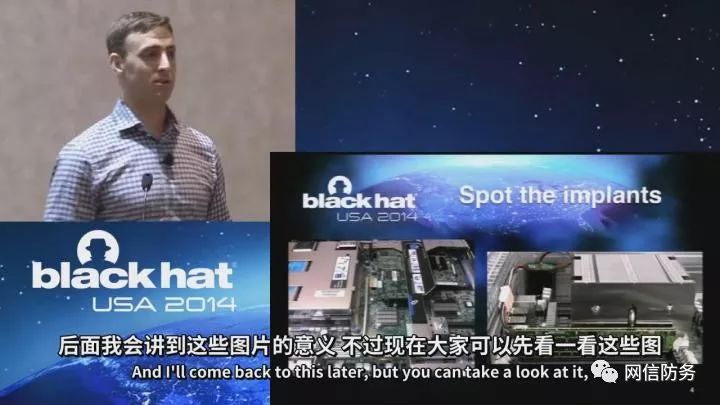 black hat
USA 2014
Spot the implants
black hat
USA 2014
后面我会讲到这些图片的意义 不过现在大家可以先看一看这些图
And I'll come back to this later, but you can take a look at it,
网信防务
4